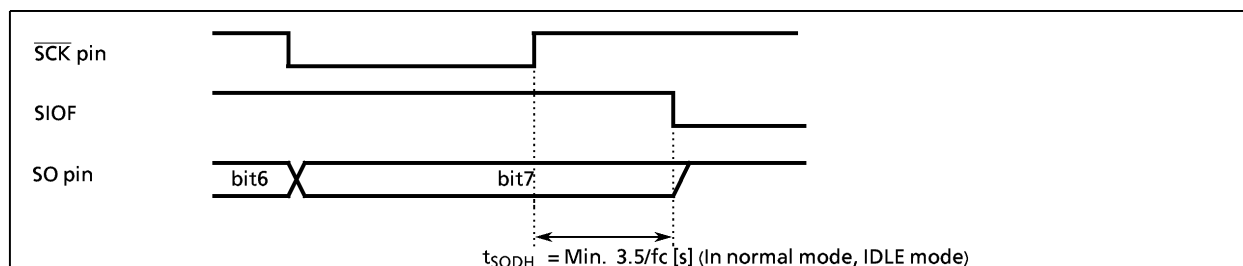 SCK pin
SIOF
SO pin
bit6
bit7
tSODH = Min. 3.5/fc [s] (In normal mode, IDLE mode)